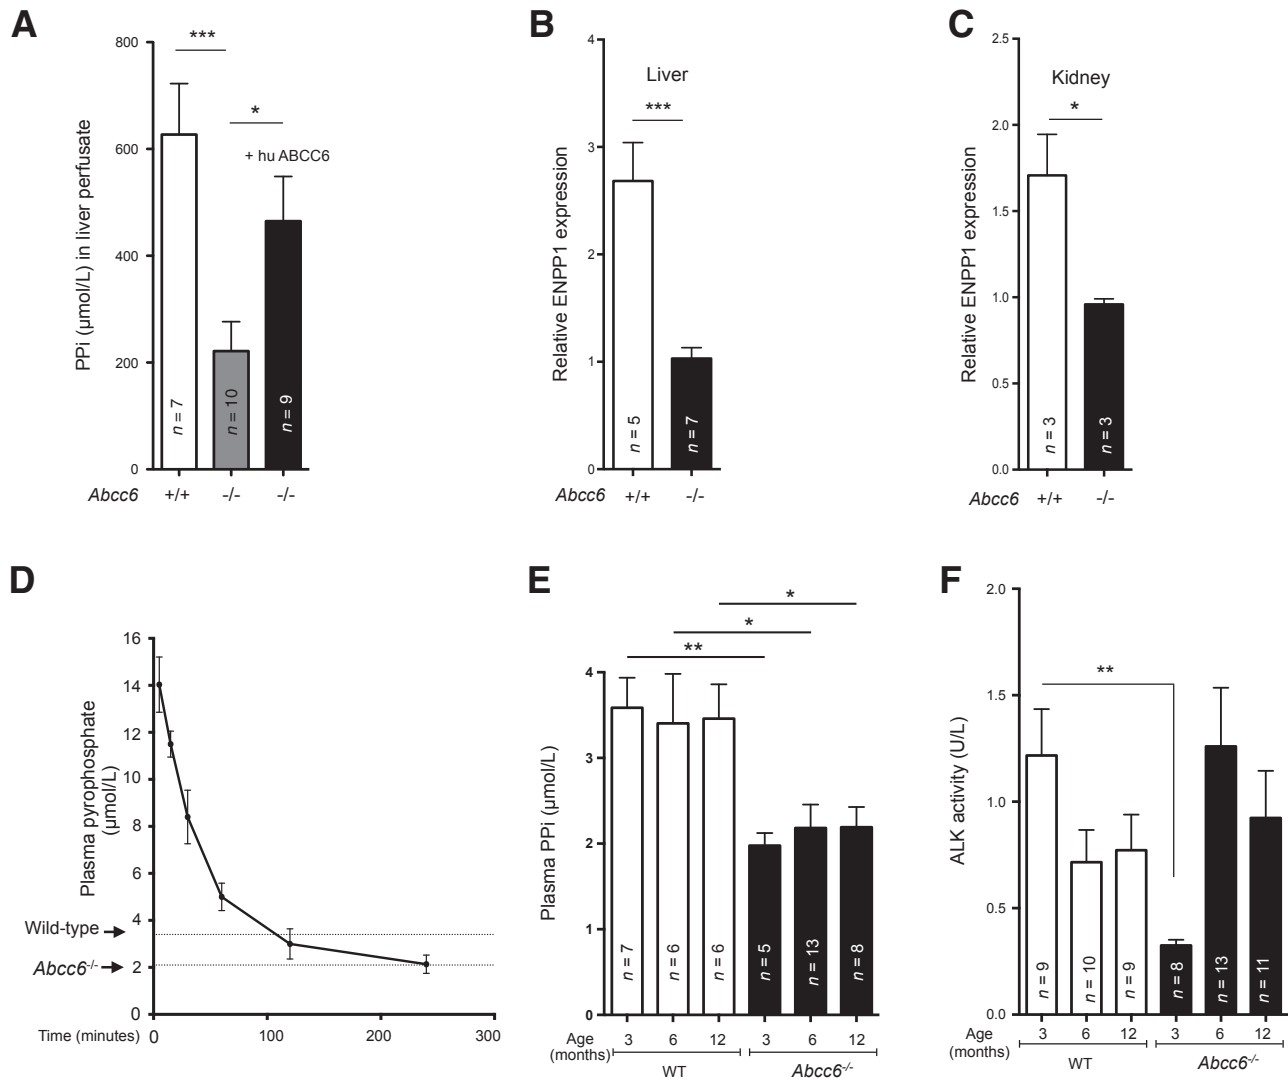 A
PPi (μmol/L) in liver perfusate
800
600
400
200
0
***
*
+ hu ABCC6
n = 7
n = 10
n = 9
Abcc6 +/+ -/- -/-
B
Relative ENPP1 expression
4
3
2
1
0
Liver
***
n = 5
n = 7
Abcc6 +/+ -/-
C
Relative ENPP1 expression
2.5
2.0
1.5
1.0
0.5
0.0
Kidney
*
n = 3
n = 3
Abcc6 +/+ -/-
D
Plasma pyrophosphate
(μmol/L)
16
14
12
10
8
6
4
2
0
Wild-type
Abcc6-/-
Time (minutes) 0 100 200 300
E
Plasma PPi (μmol/L)
4
3
2
1
0
*
*
**
n = 7
n = 6
n = 6
n = 5
n = 13
n = 8
Age 3 6 12 3 6 12
(months)
WT Abcc6-/-
F
ALK activity (U/L)
2.0
1.5
1.0
0.5
0.0
**
n = 9
n = 10
n = 9
n = 8
n = 13
n = 11
Age 3 6 12 3 6 12
(months)
WT Abcc6-/-